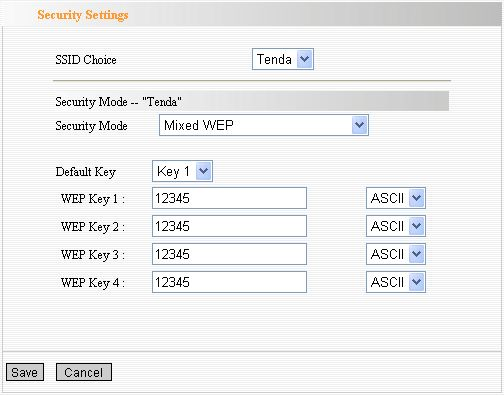 Security Settings
SSID Choice Tenda
Security Mode -- "Tenda"
Security Mode Mixed WEP
Default Key Key 1
WEP Key 1 : 12345 ASCII
WEP Key 2 : 12345 ASCII
WEP Key 3 : 12345 ASCII
WEP Key 4 : 12345 ASCII
Save Cancel